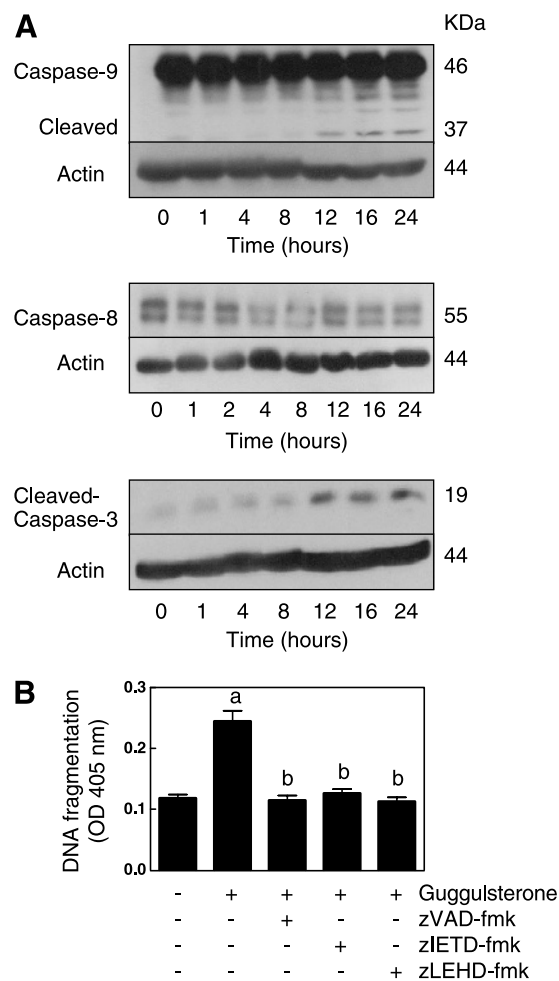 A
KDa
Caspase-9
46
Cleaved
37
Actin
44
0 1 4 8 12 16 24
Time (hours)
Caspase-8
55
Actin
44
0 1 2 4 8 12 16 24
Time (hours)
Cleaved-
Caspase-3
19
Actin
44
0 1 4 8 12 16 24
Time (hours)
B
DNA fragmentation
(OD 405 nm)
0.3
0.2
0.1
0.0
a
b b b
- + + + + Guggulsterone
- - + - - zVAD-fmk
- - - + - zIETD-fmk
- - - - + zLEHD-fmk